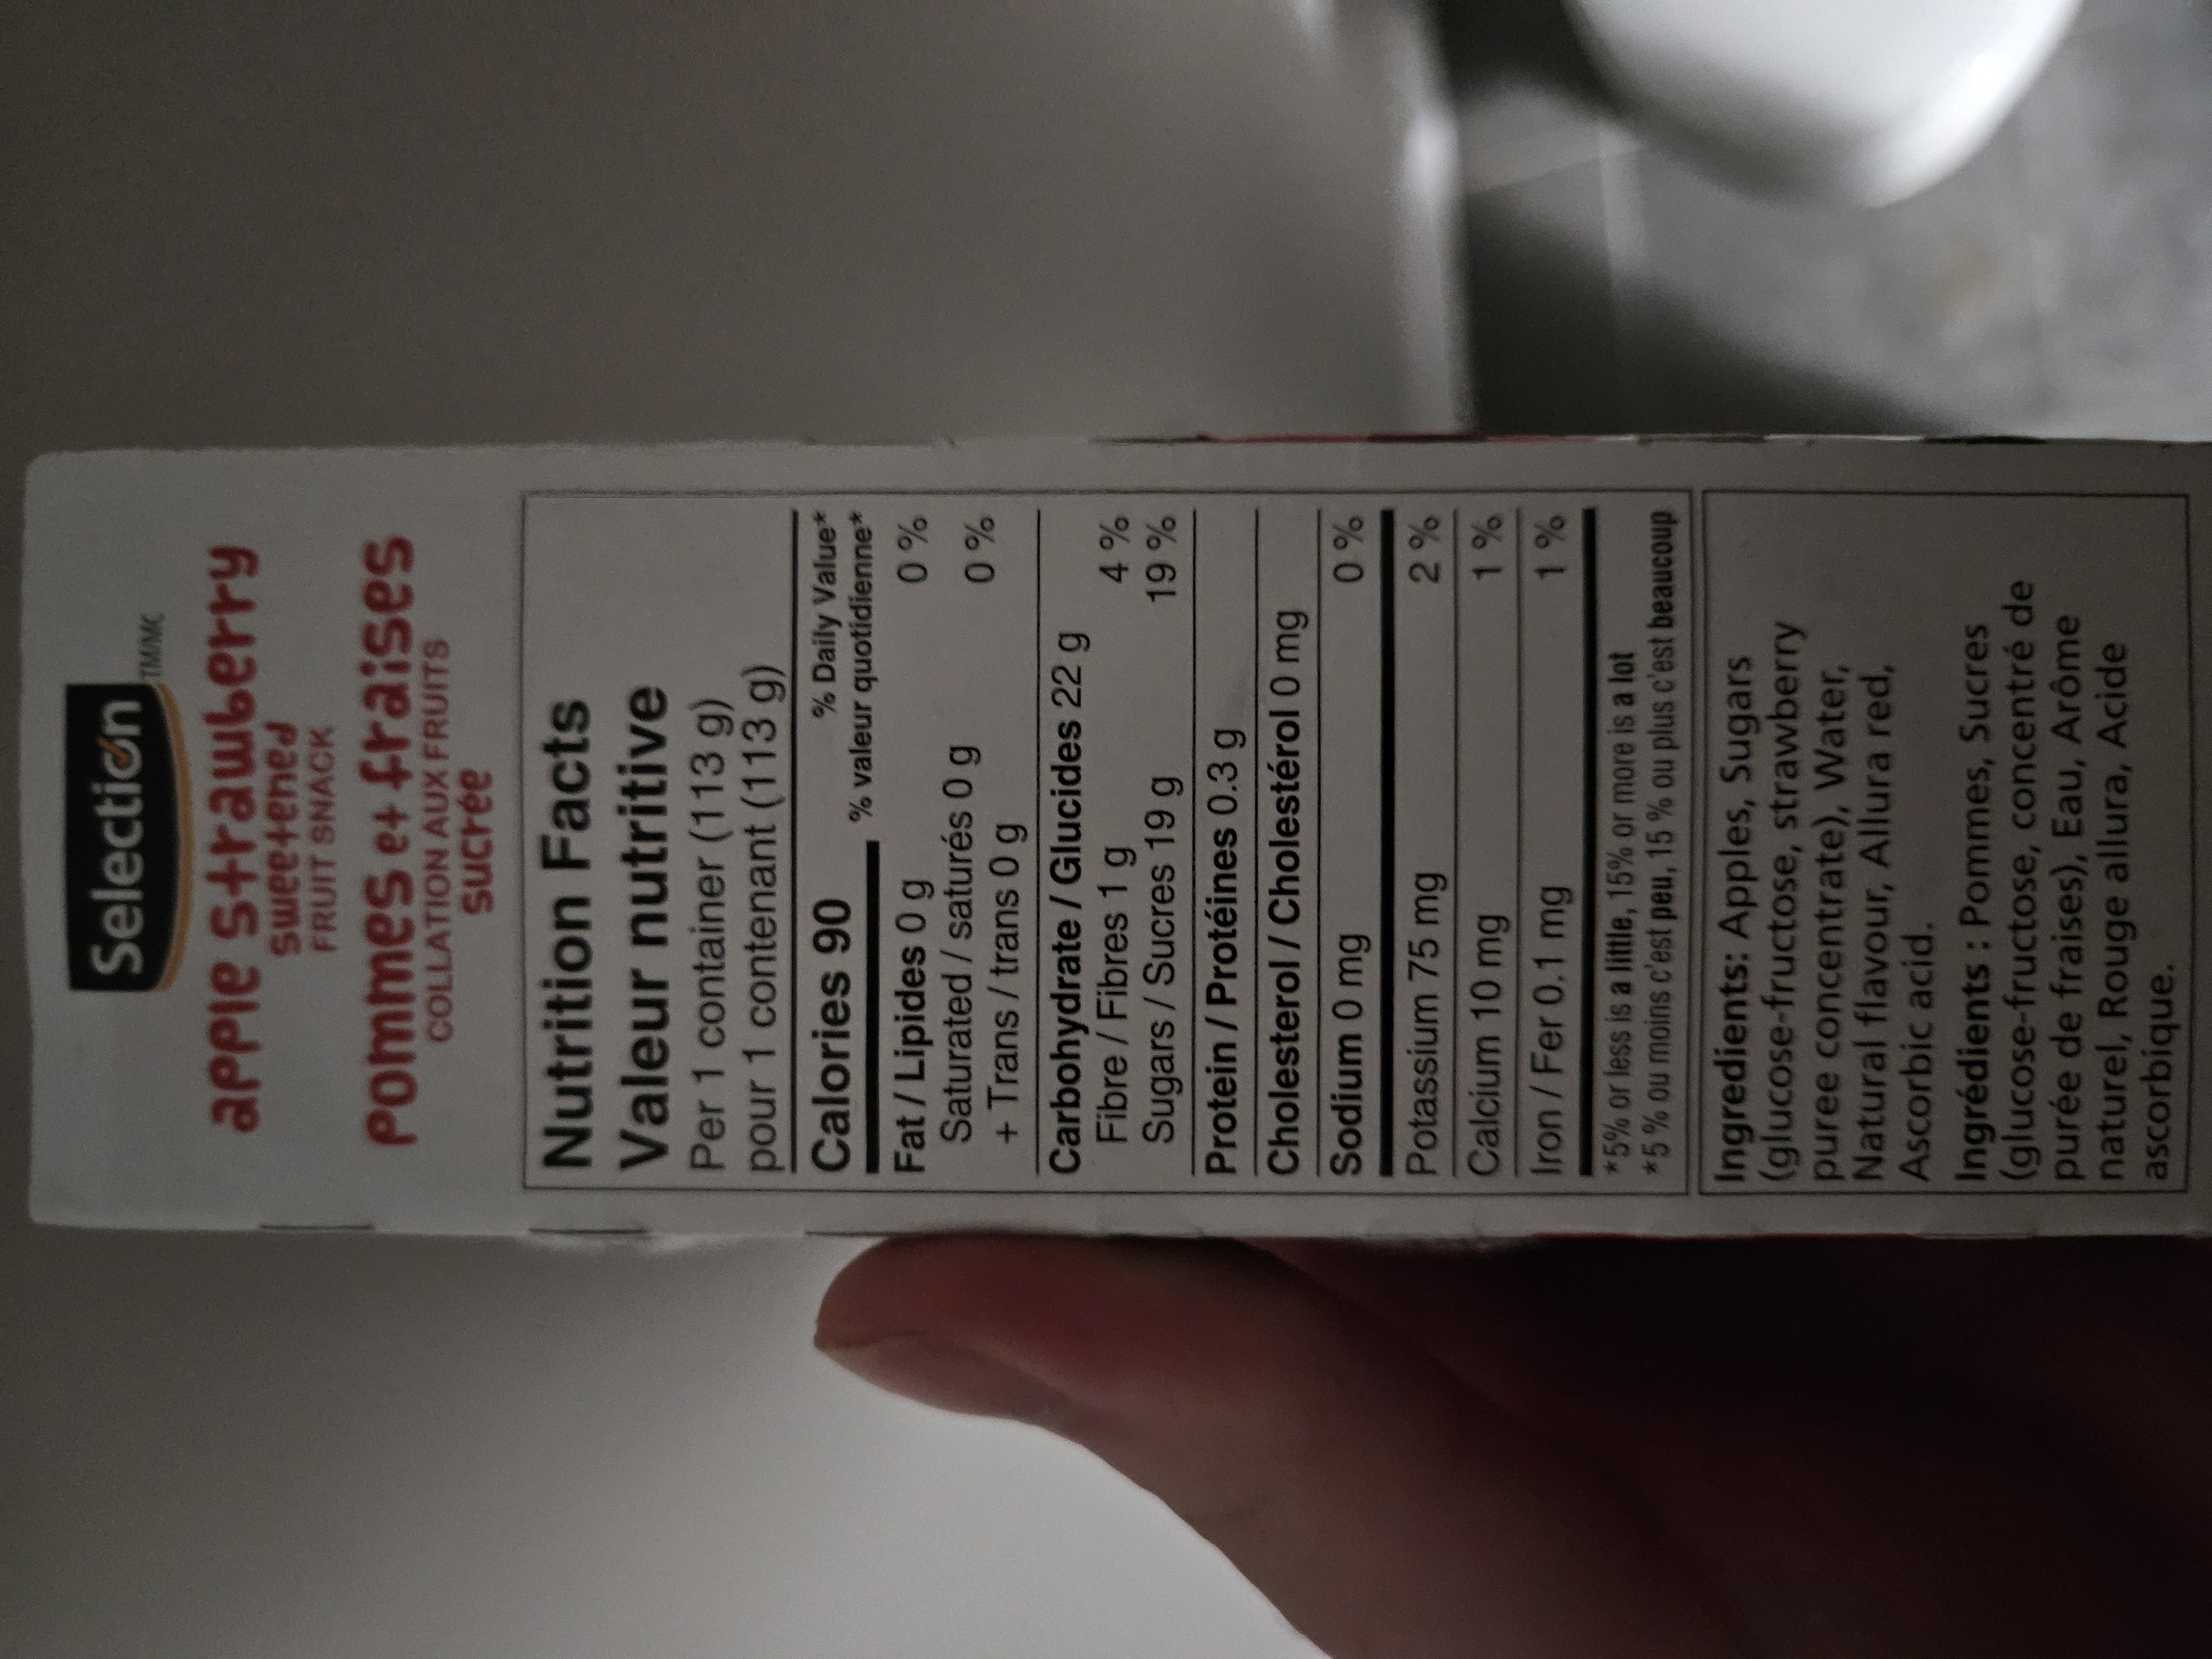 Selection
TM/MC
apple strawberry
sweetened
FRUIT SNACK
pommes et fraises
COLLATION AUX FRUITS
sucrée
Nutrition Facts
Valeur nutritive
Per 1 container (113 g)
pour 1 contenant (113 g)
Calories 90 % Daily Value*
% valeur quotidienne*
Fat / Lipides 0 g 0 %
Saturated / saturés 0 g
+ Trans / trans 0 g 0 %
Carbohydrate / Glucides 22 g
Fibre / Fibres 1 g 4 %
Sugars / Sucres 19 g 19 %
Protein / Protéines 0.3 g
Cholesterol / Cholestérol 0 mg
Sodium 0 mg 0 %
Potassium 75 mg 2 %
Calcium 10 mg 1 %
Iron / Fer 0.1 mg 1 %
*5% or less is a little, 15% or more is a lot
*5 % ou moins c'est peu, 15 % ou plus c'est beaucoup
Ingredients: Apples, Sugars
(glucose-fructose, strawberry
puree concentrate), Water,
Natural flavour, Allura red,
Ascorbic acid.
Ingrédients : Pommes, Sucres
(glucose-fructose, concentré de
purée de fraises), Eau, Arôme
naturel, Rouge allura, Acide
ascorbique.